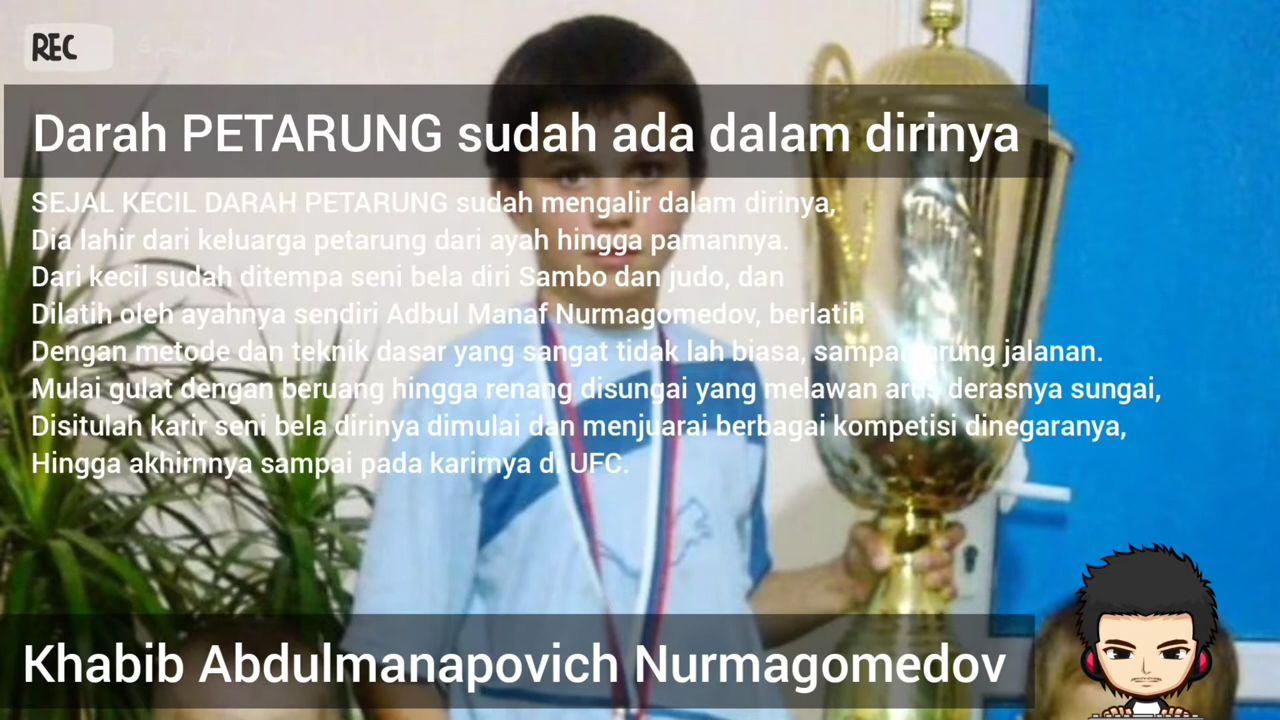 REC
Darah PETARUNG sudah ada dalam dirinya
SEJAL KECIL DARAH PETARUNG sudah mengalir dalam dirinya,
Dia lahir dari keluarga petarung dari ayah hingga pamannya.
Dari kecil sudah ditempa seni bela diri Sambo dan judo, dan
Dilatih oleh ayahnya sendiri Adbul Manaf Nurmagomedov, berlatih
Dengan metode dan teknik dasar yang sangat tidak lah biasa, sampai tarung jalanan.
Mulai gulat dengan beruang hingga renang disungai yang melawan arus derasnya sungai,
Disitulah karir seni bela dirinya dimulai dan menjuarai berbagai kompetisi dinegaranya,
Hingga akhirnnya sampai pada karirnya di UFC.
Khabib Abdulmanapovich Nurmagomedov